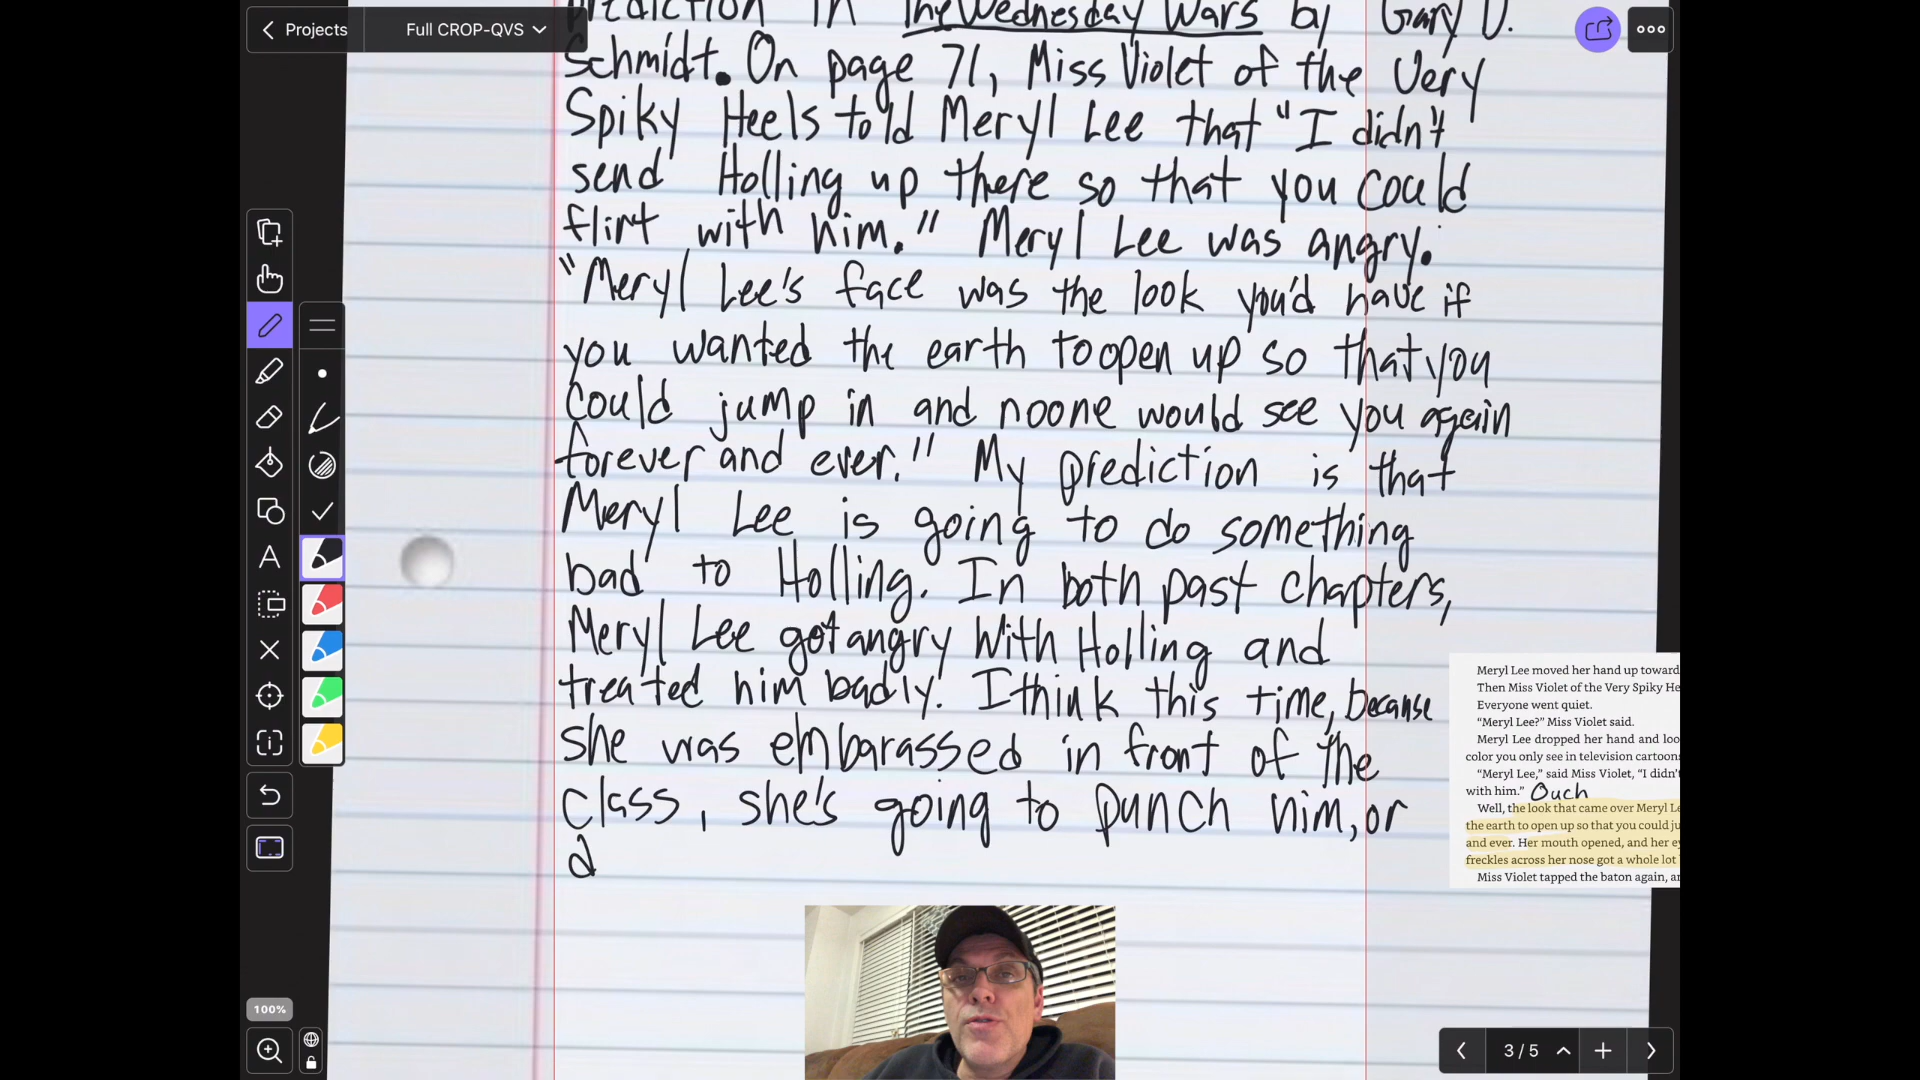 Projects
Full CROP-QVS
prediction in The Wednesday Wars by Gary D.
Schmidt. On page 71, Miss Violet of the Very
Spiky Heels told Meryl Lee that "I didn't
send Holling up there so that you could
flirt with him." Meryl Lee was angry.
"Meryl Lee's face was the look you'd have if
you wanted the earth to open up so that you
could jump in and no one would see you again
forever and ever." My prediction is that
Meryl Lee is going to do something
bad to Holling. In both past chapters,
Meryl Lee got angry with Holling and
treated him badly. I think this time, because
she was embarassed in front of the
class, she's going to punch him, or
d
Meryl Lee moved her hand up toward
Then Miss Violet of the Very Spiky He
Everyone went quiet.
“Meryl Lee?” Miss Violet said.
Meryl Lee dropped her hand and loo
color you only see in television cartoon
“Meryl Lee,” said Miss Violet, “I didn’t
with him.” Ouch
Well, the look that came over Meryl Le
the earth to open up so that you could ju
and ever. Her mouth opened, and her ey
freckles across her nose got a whole lot
Miss Violet tapped the baton again, an
100%
3 / 5